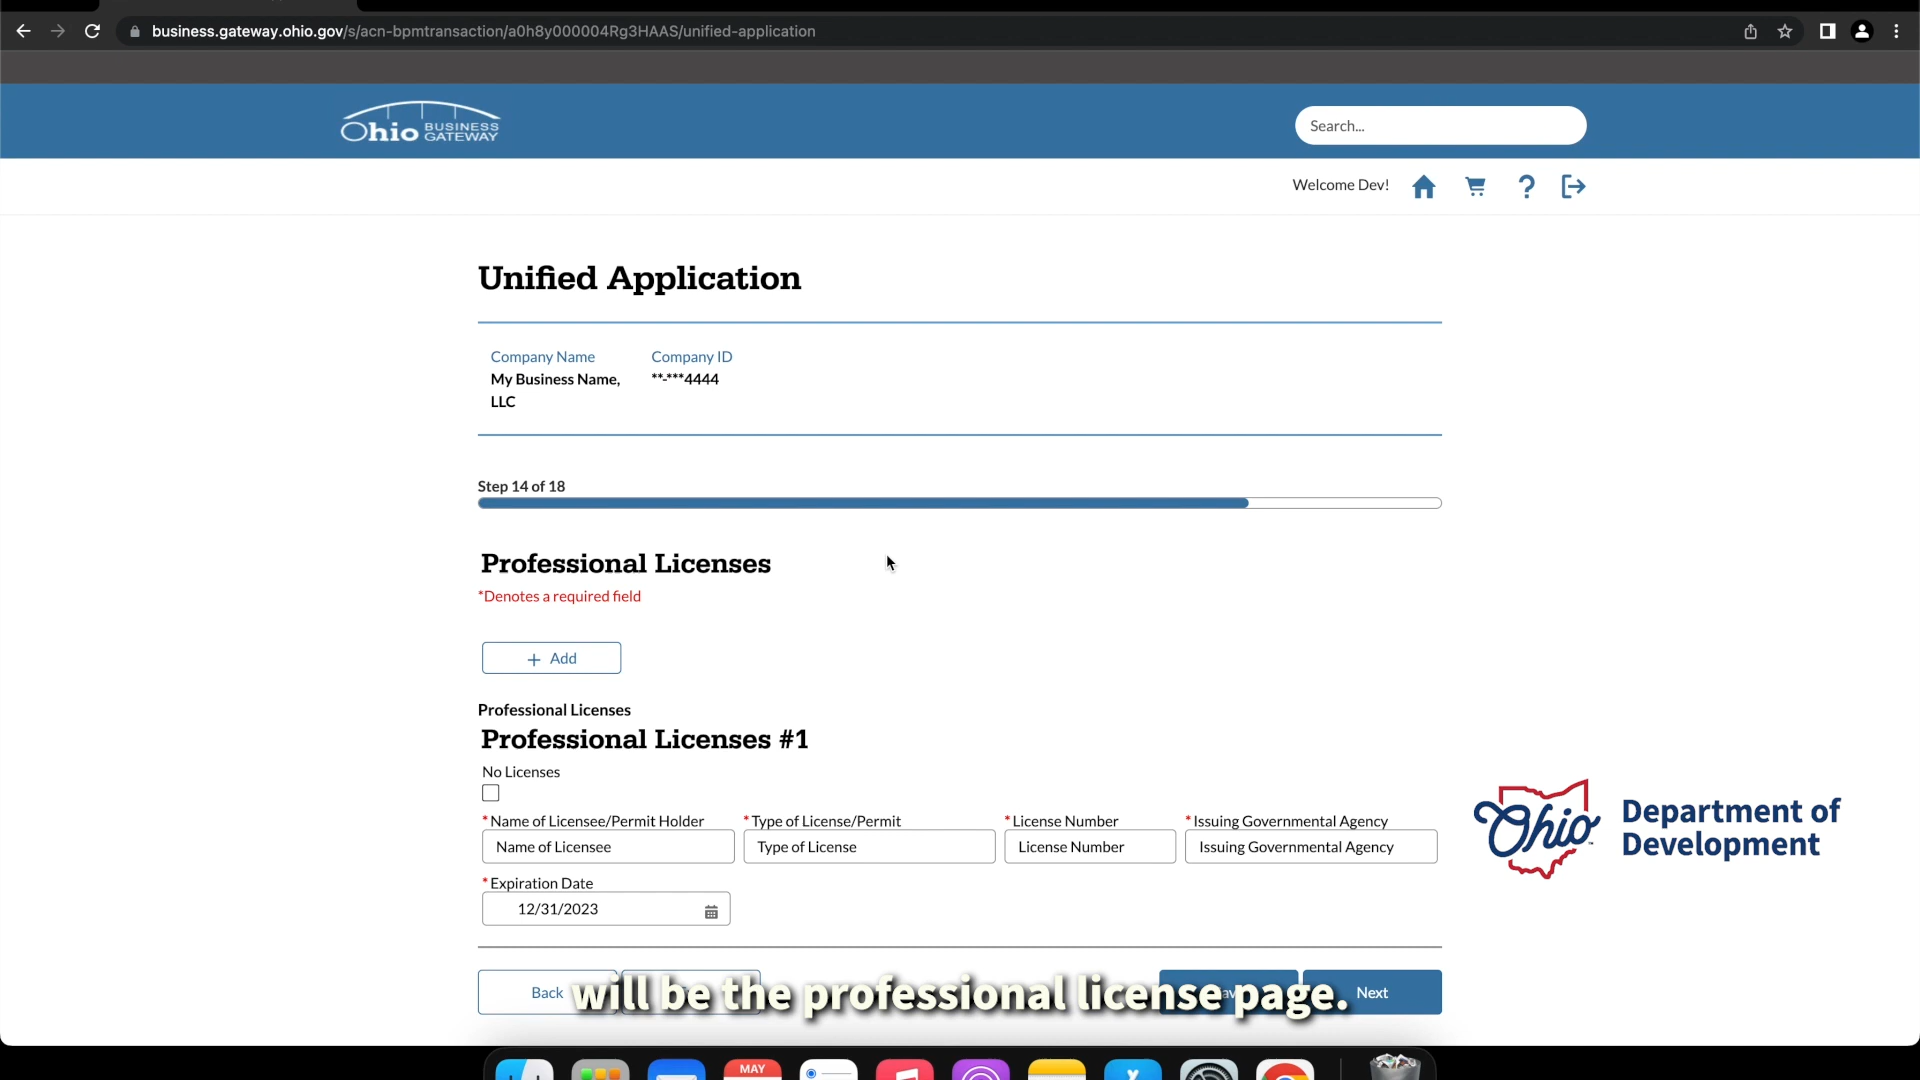 business.gateway.ohio.gov/s/acn-bpmtransaction/a0h8y000004Rg3HAAS/unified-application
Ohio BUSINESS GATEWAY
Search...
Welcome Dev!
Unified Application
Company Name
Company ID
My Business Name, LLC
**-***4444
Step 14 of 18
Professional Licenses
*Denotes a required field
+ Add
Professional Licenses
Professional Licenses #1
No Licenses
*Name of Licensee/Permit Holder
*Type of License/Permit
*License Number
*Issuing Governmental Agency
Name of Licensee
Type of License
License Number
Issuing Governmental Agency
*Expiration Date
12/31/2023
Ohio
Department of
Development
Back
Next
will be the professional license page.
MAY